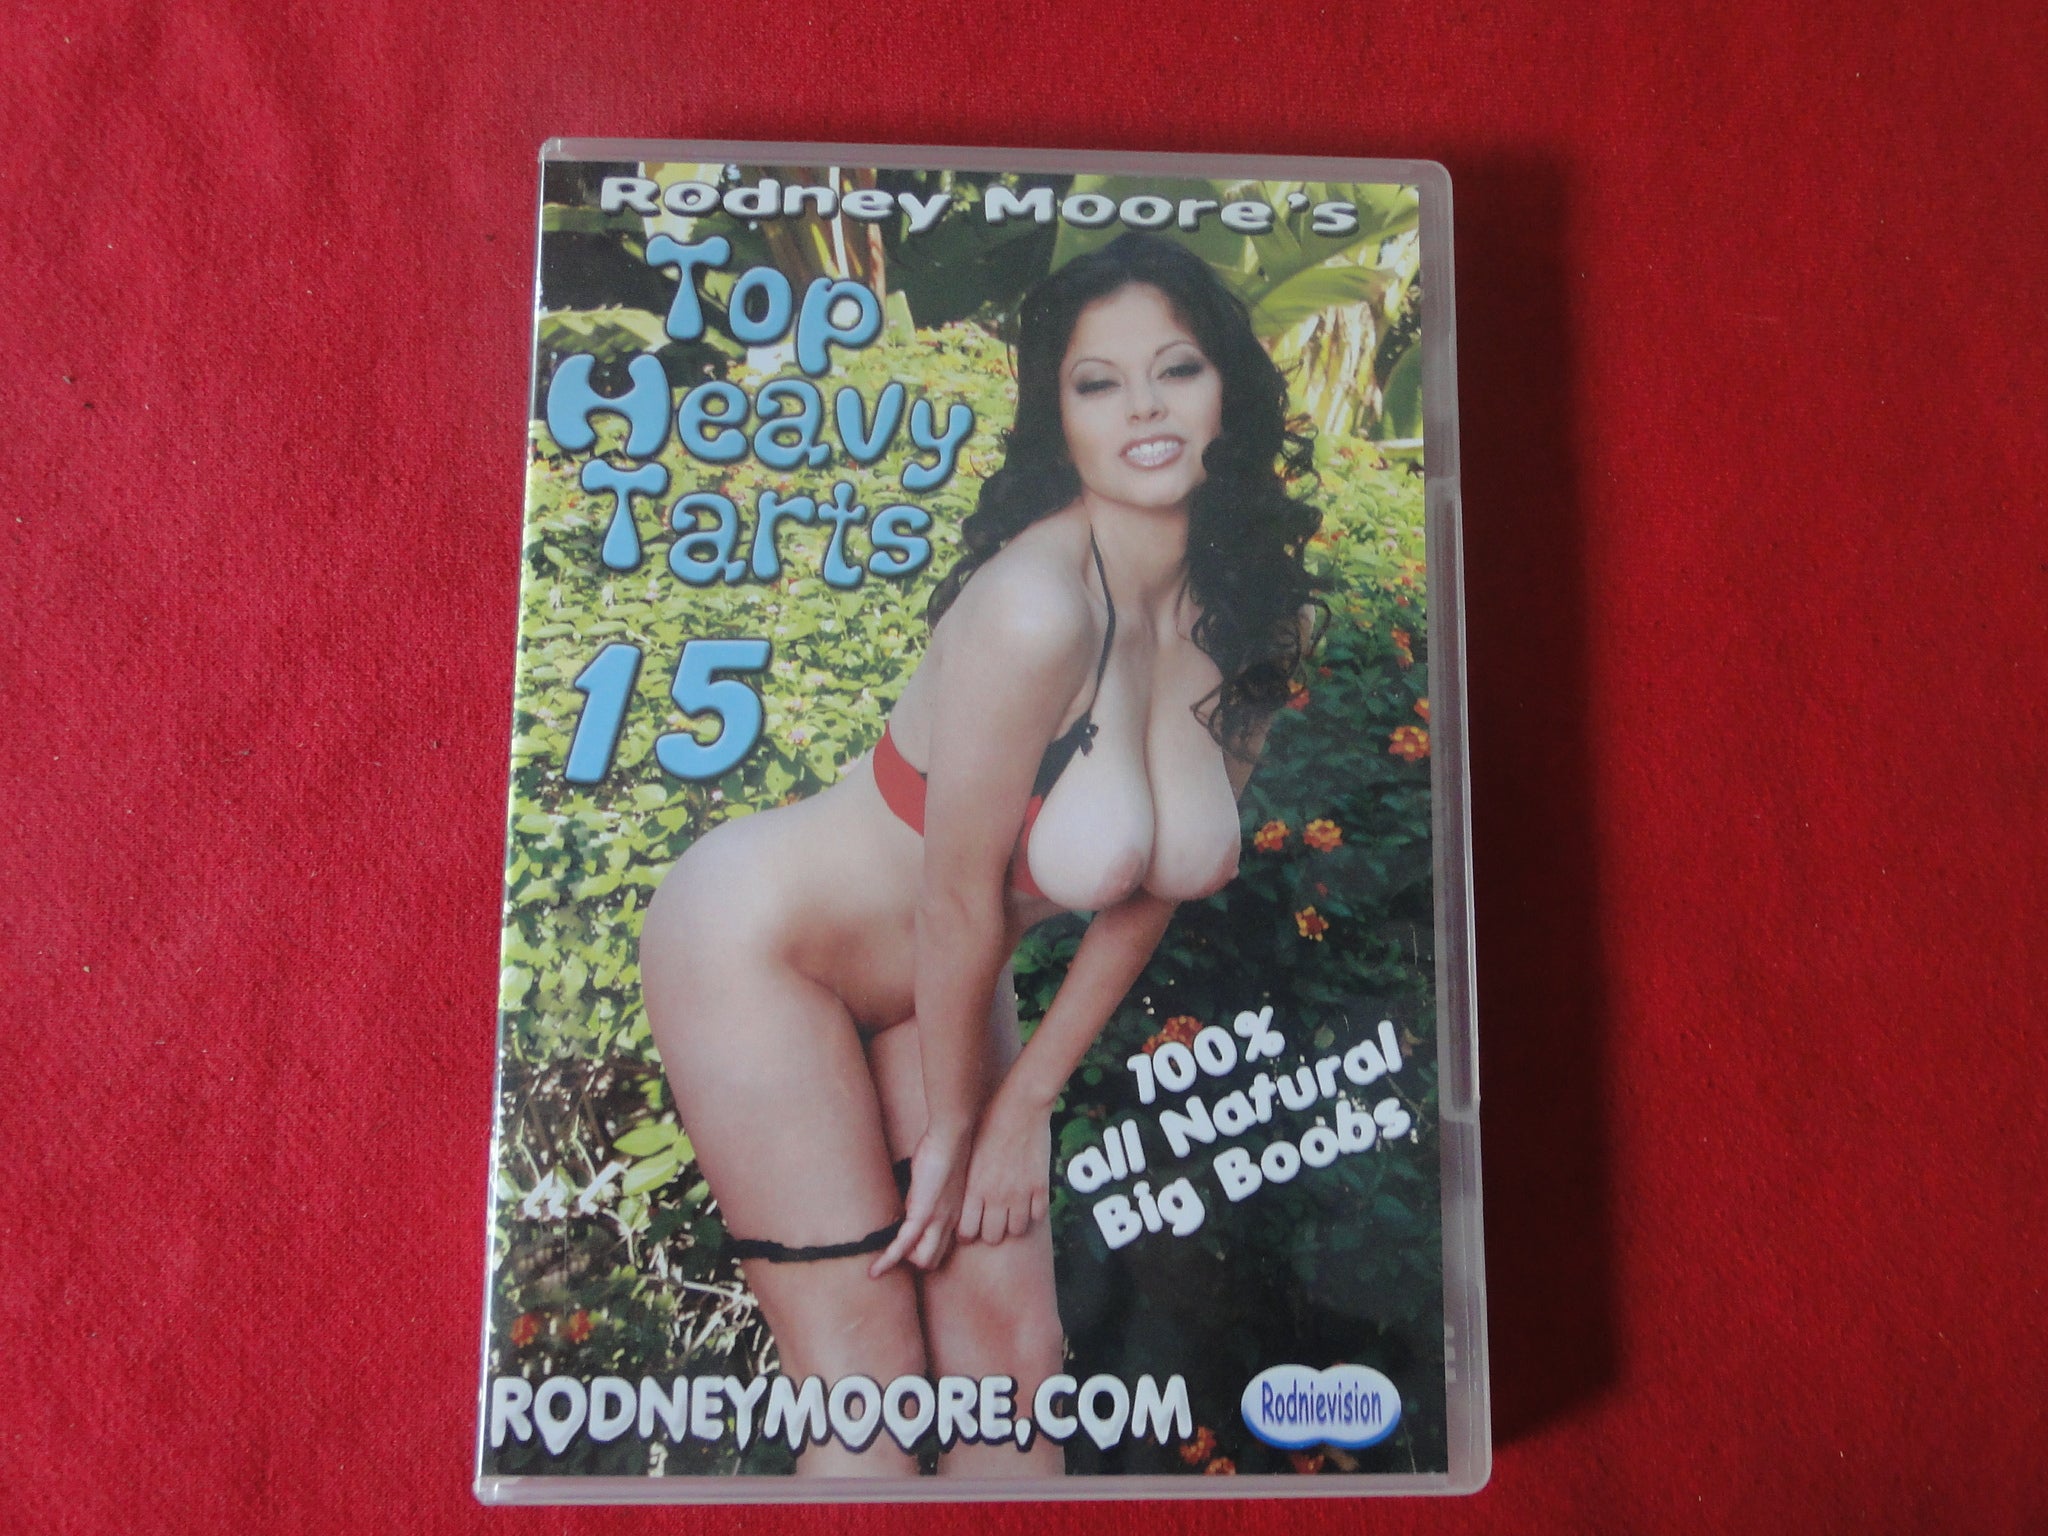 Rodney Moore's
Top
Heavy
Tarts
15
100%
all Natural
Big Boobs
RODNEYMOORE.COM
Rodnievision